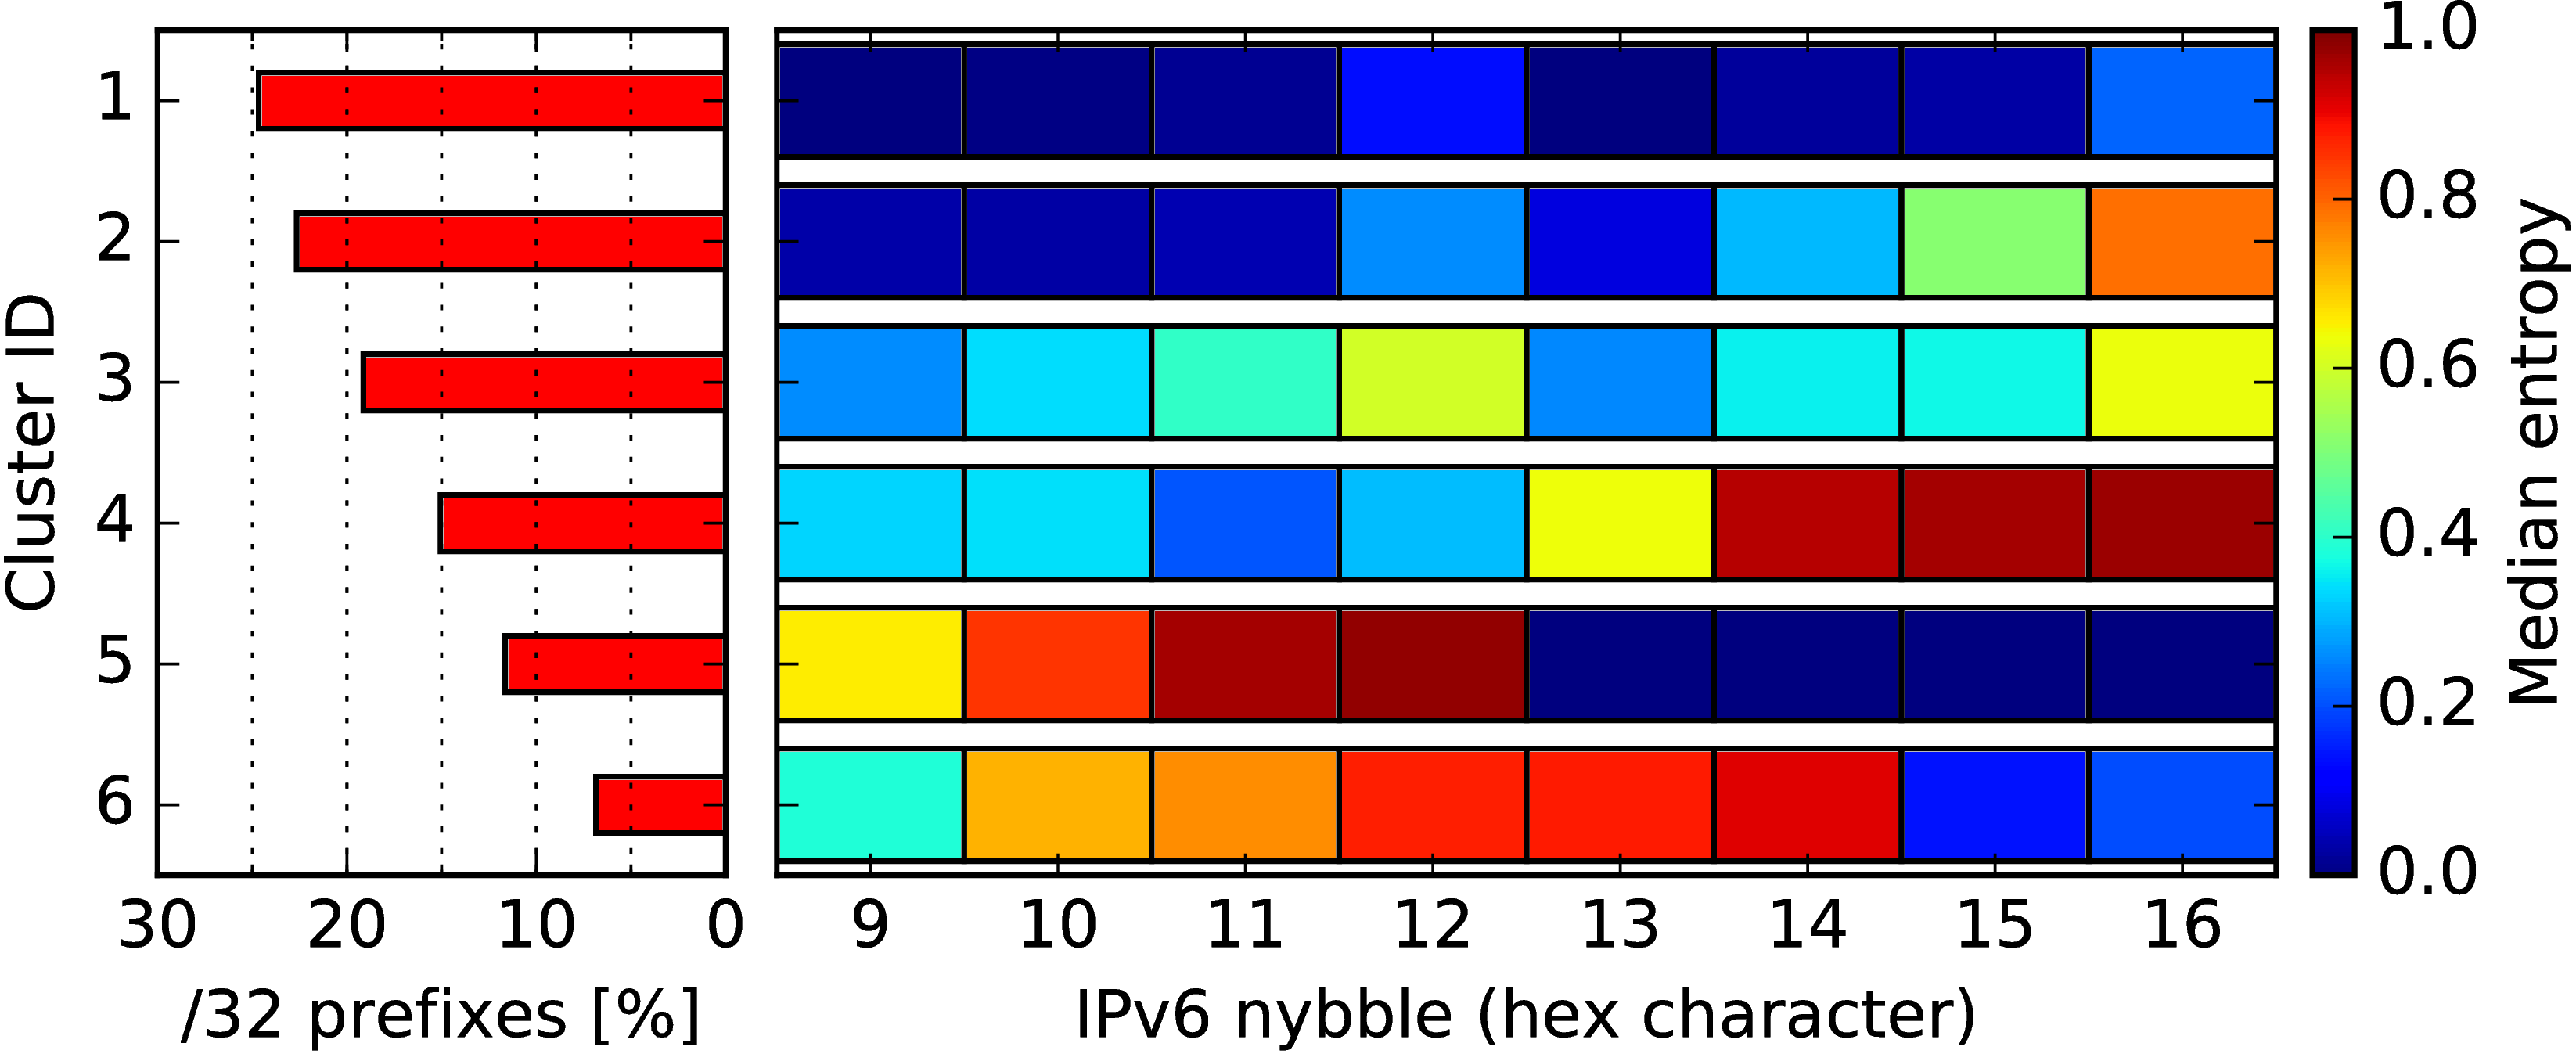 Cluster ID
1
2
3
4
5
6
30 20 10 0
/32 prefixes [%]
9 10 11 12 13 14 15 16
IPv6 nybble (hex character)
1.0
0.8
0.6
0.4
0.2
0.0
Median entropy